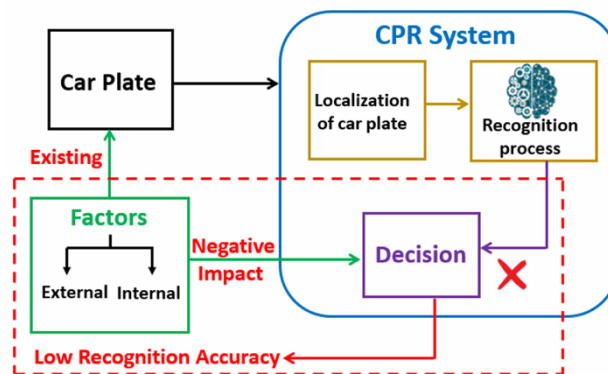 CPR System
Car Plate
Localization
of car plate
Recognition
process
Existing
Factors
External Internal
Negative
Impact
Decision
Low Recognition Accuracy